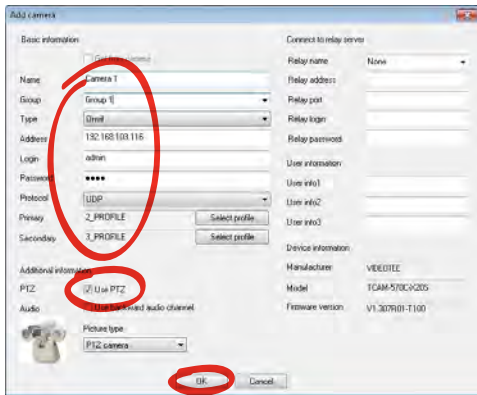 Add camera
Basic information
Get from camera
Name Camera 1
Group Group 1
Type Onvif
Address 192.168.103.116
Login admin
Password ••••
Protocol UDP
Primary 2_PROFILE Select profile
Secondary 3_PROFILE Select profile
Additional information
PTZ Use PTZ
Audio Use backward audio channel
Picture type
PTZ camera
Connect to relay server
Relay name None
Relay address
Relay port
Relay login
Relay password
User information
User info1
User info2
User info3
Device information
Manufacturer VIDEOTEC
Model
Firmware version V1.307R01-T100
OK Cancel